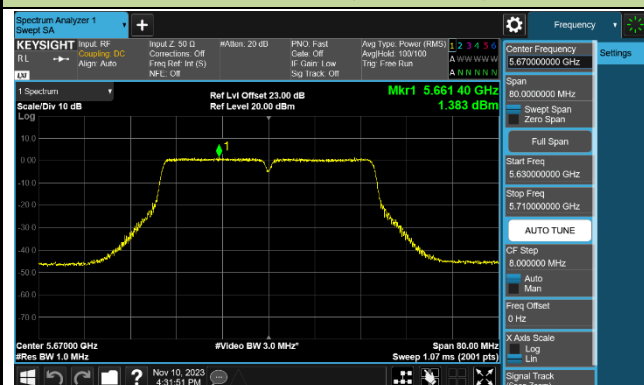 Spectrum Analyzer 1
Swept SA
Frequency
KEYSIGHT
Input: RF
Coupling: DC
Align: Auto
Input Z: 50 Ω
Corrections: Off
Freq Ref: Int (S)
NFE: Off
#Atten: 20 dB
PNO: Fast
Gate: Off
IF Gain: Low
Sig Track: Off
Avg Type: Power (RMS)
Avg|Hold: 100/100
Trig: Free Run
1 2 3 4 5 6
A W W W W W
A N N N N N
R L
LXI
Center Frequency
5.670000000 GHz
Settings
Span
80.0000000 MHz
Swept Span
Zero Span
Full Span
Start Freq
5.630000000 GHz
Stop Freq
5.710000000 GHz
AUTO TUNE
CF Step
8.000000 MHz
Auto
Man
Freq Offset
0 Hz
X Axis Scale
Log
Lin
Signal Track
(Span Zoom)
1 Spectrum
Scale/Div 10 dB
Log
Ref Lvl Offset 23.00 dB
Ref Level 20.00 dBm
Mkr1 5.661 40 GHz
1.383 dBm
1
10.0
0.00
-10.0
-20.0
-30.0
-40.0
-50.0
-60.0
-70.0
Center 5.67000 GHz
#Res BW 1.0 MHz
#Video BW 3.0 MHz*
Span 80.00 MHz
Sweep 1.07 ms (2001 pts)
?
Nov 10, 2023
4:31:51 PM